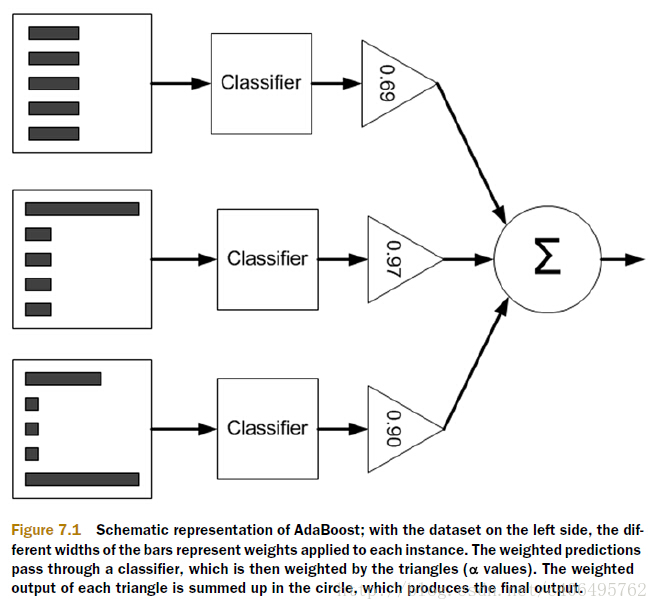 Classifier
0.69
Classifier
0.97
Σ
Classifier
0.90
Figure 7.1 Schematic representation of AdaBoost; with the dataset on the left side, the dif-
ferent widths of the bars represent weights applied to each instance. The weighted predictions
pass through a classifier, which is then weighted by the triangles (α values). The weighted
output of each triangle is summed up in the circle, which produces the final output.